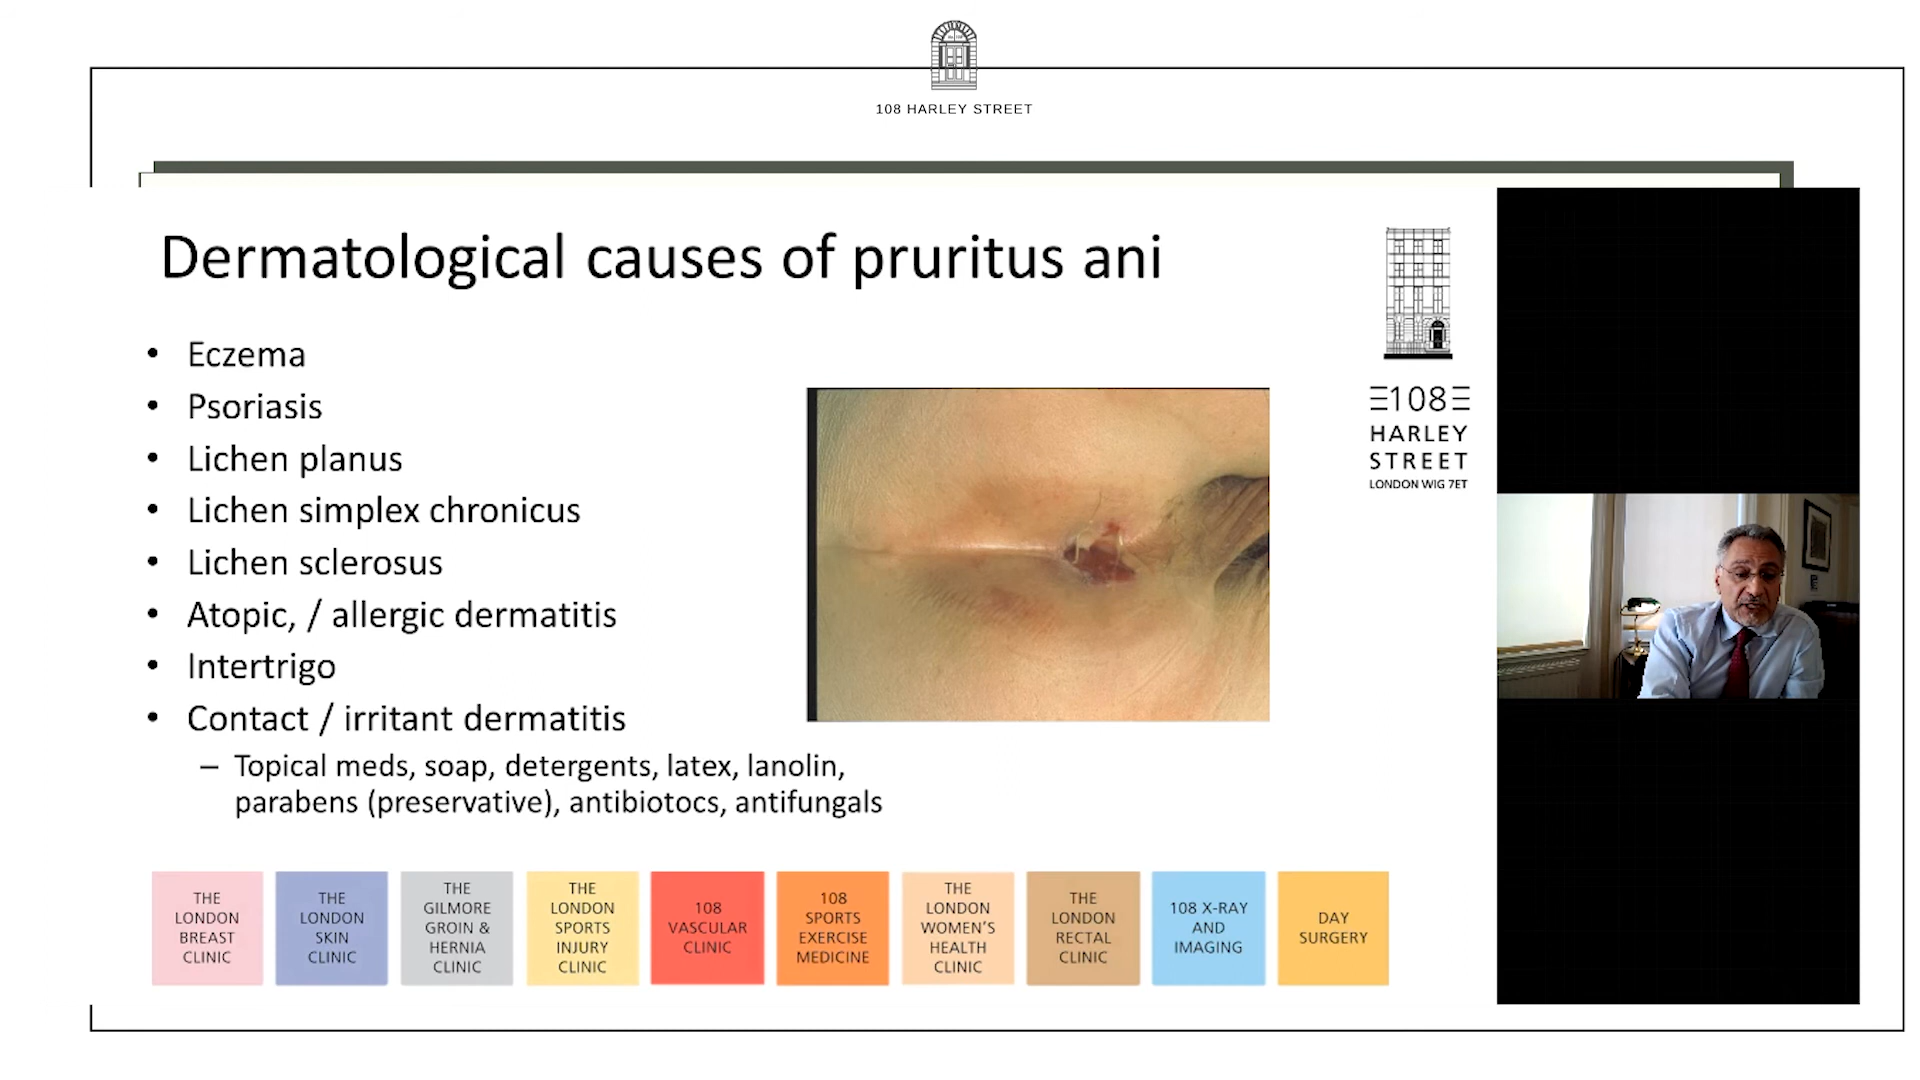 108 HARLEY STREET
Dermatological causes of pruritus ani
• Eczema
• Psoriasis
• Lichen planus
• Lichen simplex chronicus
• Lichen sclerosus
• Atopic, / allergic dermatitis
• Intertrigo
• Contact / irritant dermatitis
– Topical meds, soap, detergents, latex, lanolin,
parabens (preservative), antibiotocs, antifungals
108
HARLEY
STREET
LONDON W1G 7ET
THE
LONDON
BREAST
CLINIC
THE
LONDON
SKIN
CLINIC
THE
GILMORE
GROIN &
HERNIA
CLINIC
THE
LONDON
SPORTS
INJURY
CLINIC
108
VASCULAR
CLINIC
108
SPORTS
EXERCISE
MEDICINE
THE
LONDON
WOMEN'S
HEALTH
CLINIC
THE
LONDON
RECTAL
CLINIC
108 X-RAY
AND
IMAGING
DAY
SURGERY